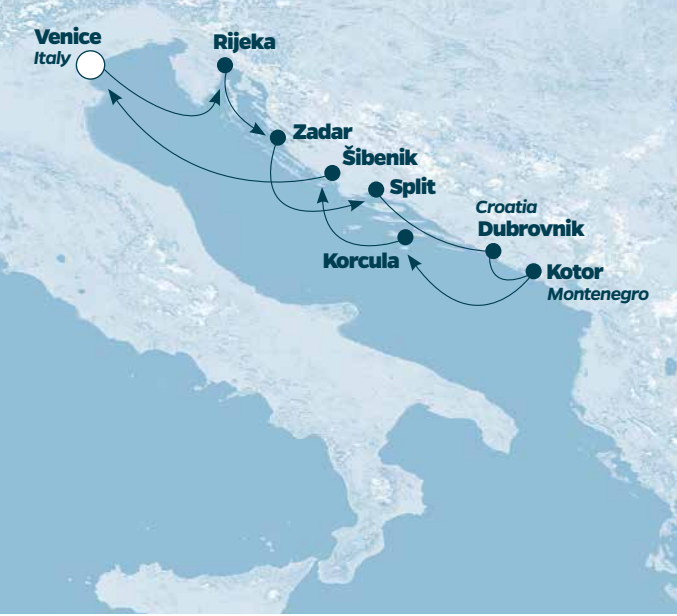 Venice
Italy
Rijeka
Zadar
Šibenik
Split
Croatia
Dubrovnik
Korcula
Kotor
Montenegro